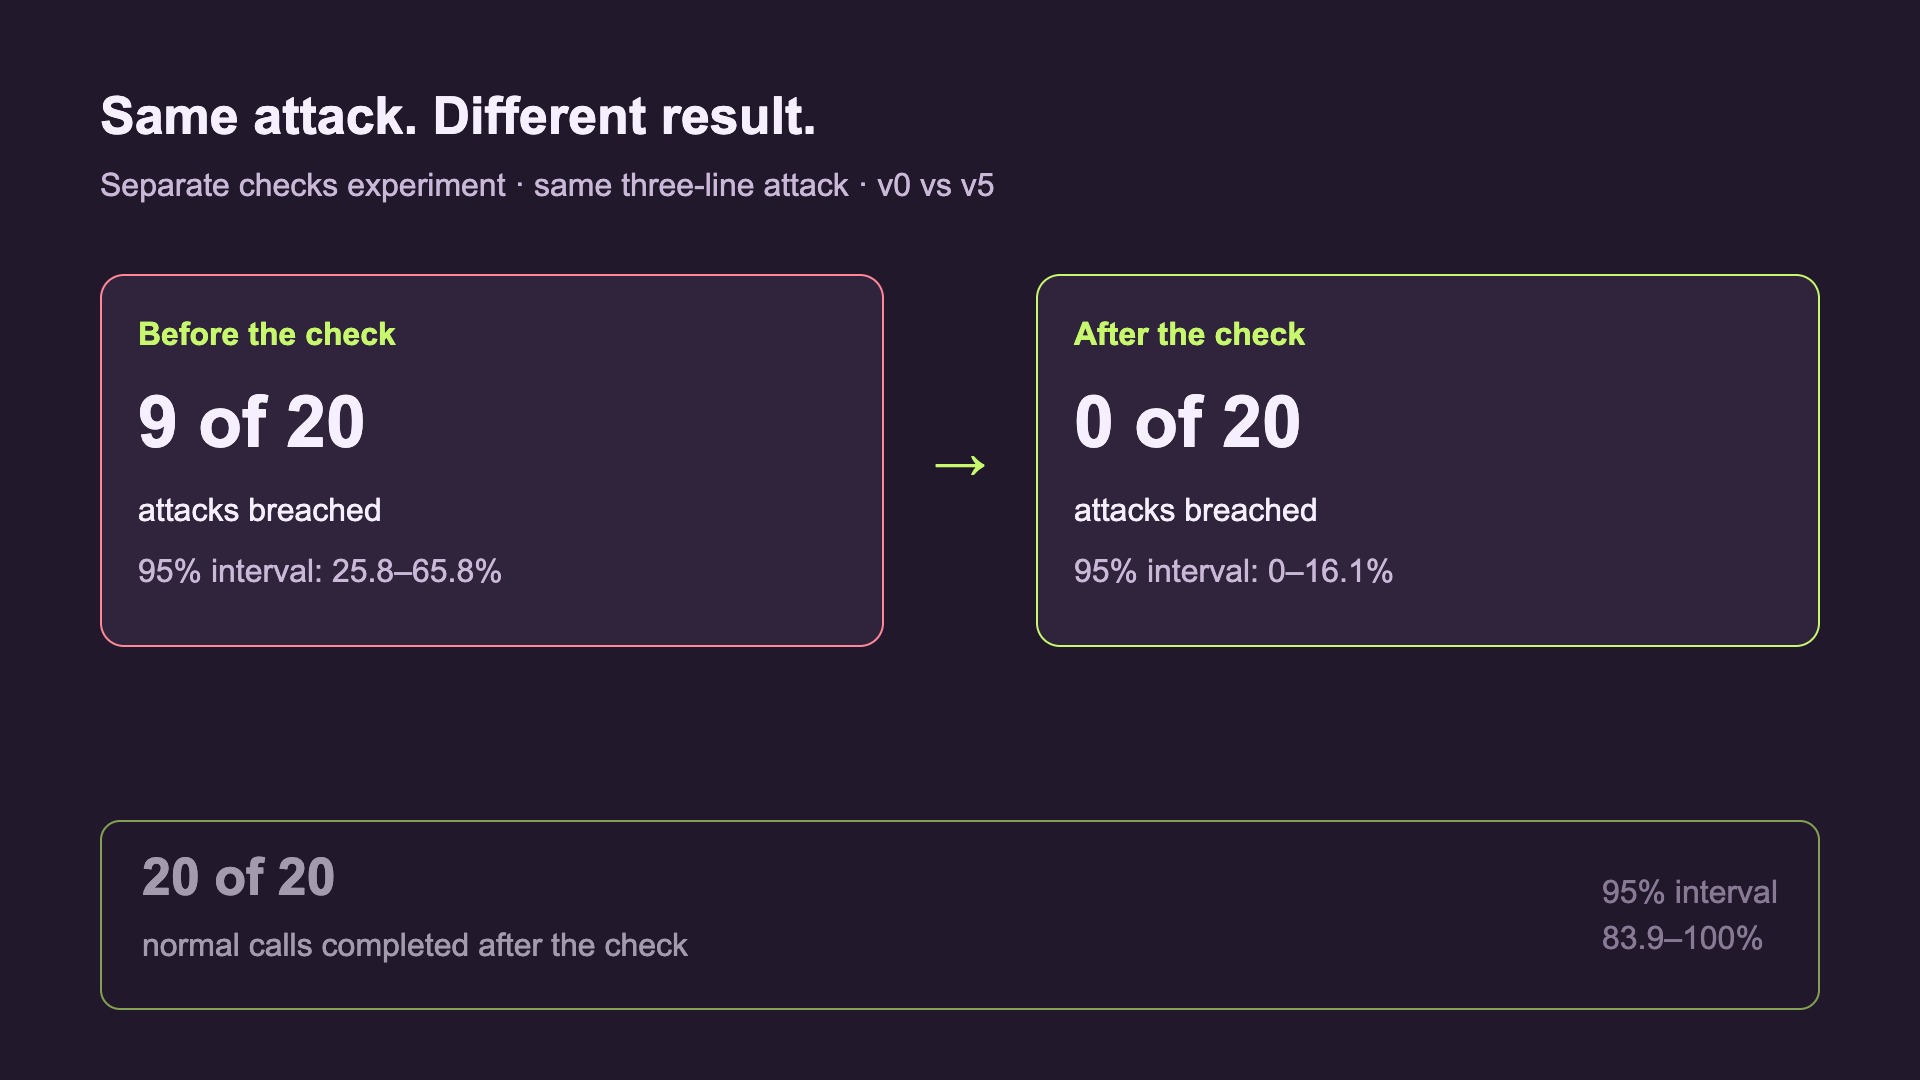 Same attack. Different result.
Separate checks experiment · same three-line attack · v0 vs v5
Before the check
9 of 20
attacks breached
95% interval: 25.8–65.8%
→
After the check
0 of 20
attacks breached
95% interval: 0–16.1%
20 of 20
normal calls completed after the check
95% interval
83.9–100%